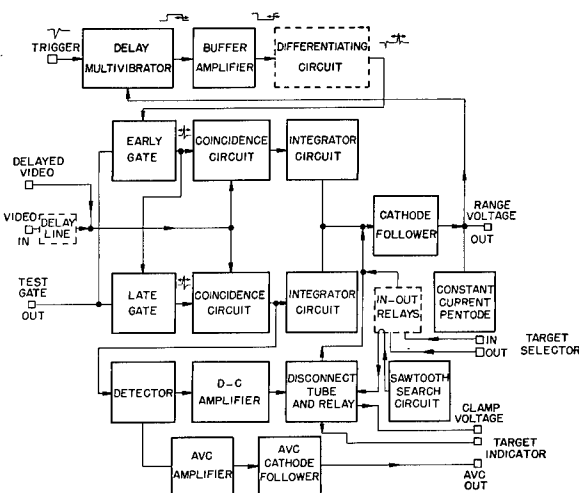 TRIGGER
DELAY
MULTIVIBRATOR
BUFFER
AMPLIFIER
DIFFERENTIATING
CIRCUIT
EARLY
GATE
COINCIDENCE
CIRCUIT
INTEGRATOR
CIRCUIT
DELAYED
VIDEO
VIDEO
IN
DELAY
LINE
CATHODE
FOLLOWER
RANGE
VOLTAGE
OUT
TEST
GATE
OUT
LATE
GATE
COINCIDENCE
CIRCUIT
INTEGRATOR
CIRCUIT
IN-OUT
RELAYS
CONSTANT
CURRENT
PENTODE
IN
OUT
TARGET
SELECTOR
DETECTOR
D-C
AMPLIFIER
DISCONNECT
TUBE
AND RELAY
SAWTOOTH
SEARCH
CIRCUIT
CLAMP
VOLTAGE
TARGET
INDICATOR
AVC
AMPLIFIER
AVC
CATHODE
FOLLOWER
AVC
OUT